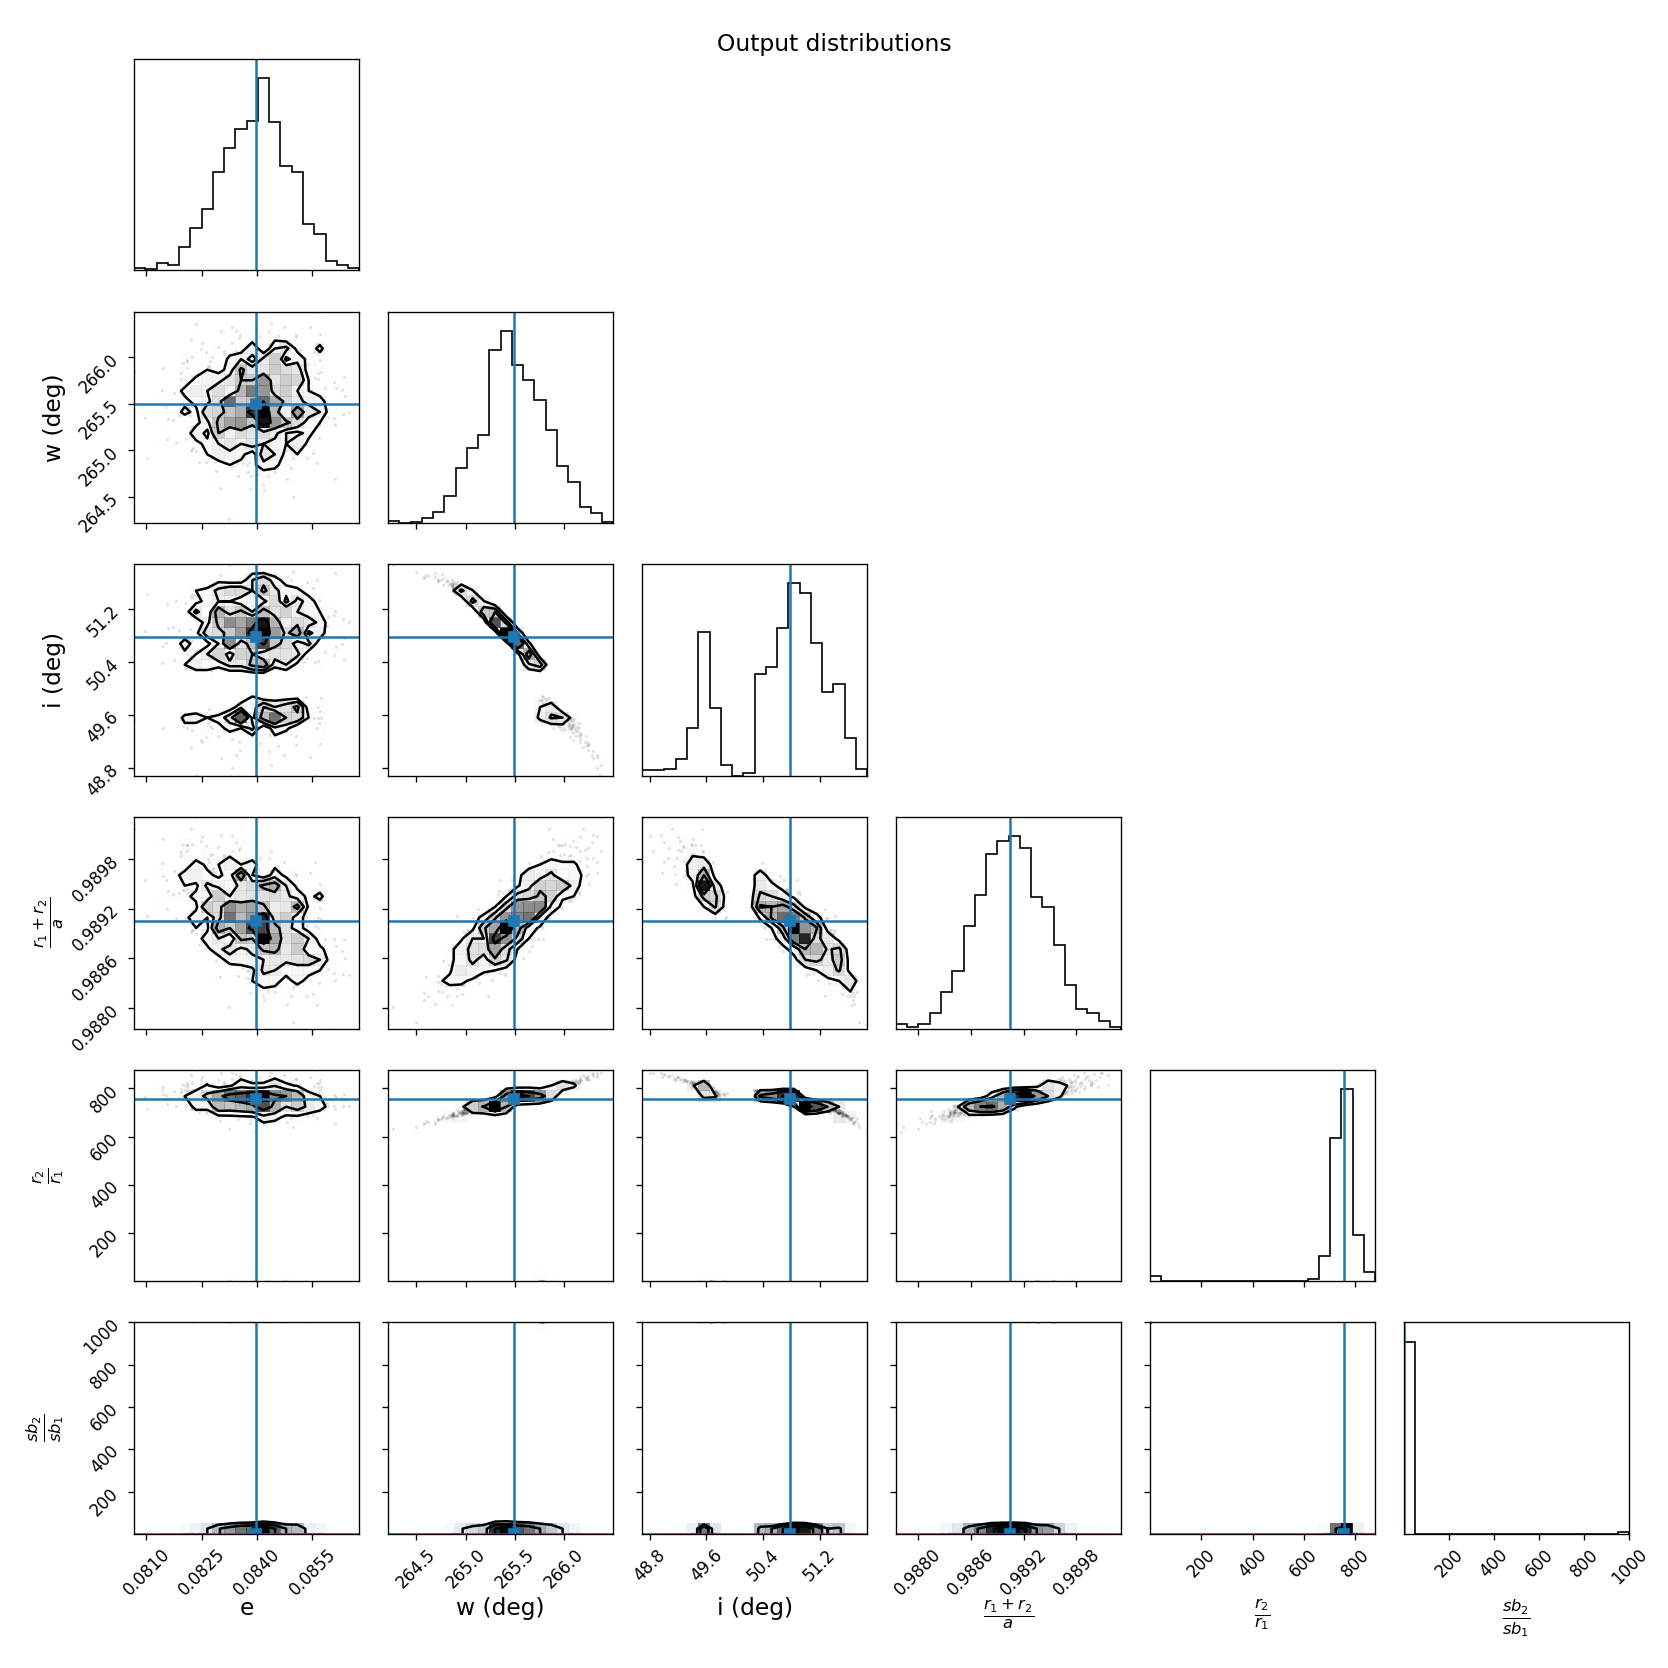 Output distributions
w (deg)
266.0
265.5
265.0
264.5
i (deg)
51.2
50.4
49.6
48.8
r₁ + r₂
a
0.9898
0.9892
0.9886
0.9880
r₂
r₁
800
600
400
200
sb₂
sb₁
1000
800
600
400
200
0.0810 0.0825 0.0840 0.0855
264.5 265.0 265.5 266.0
48.8 49.6 50.4 51.2
0.9880 0.9886 0.9892 0.9898
200 400 600 800
200 400 600 800 1000
e
w (deg)
i (deg)
r₁ + r₂
a
r₂
r₁
sb₂
sb₁